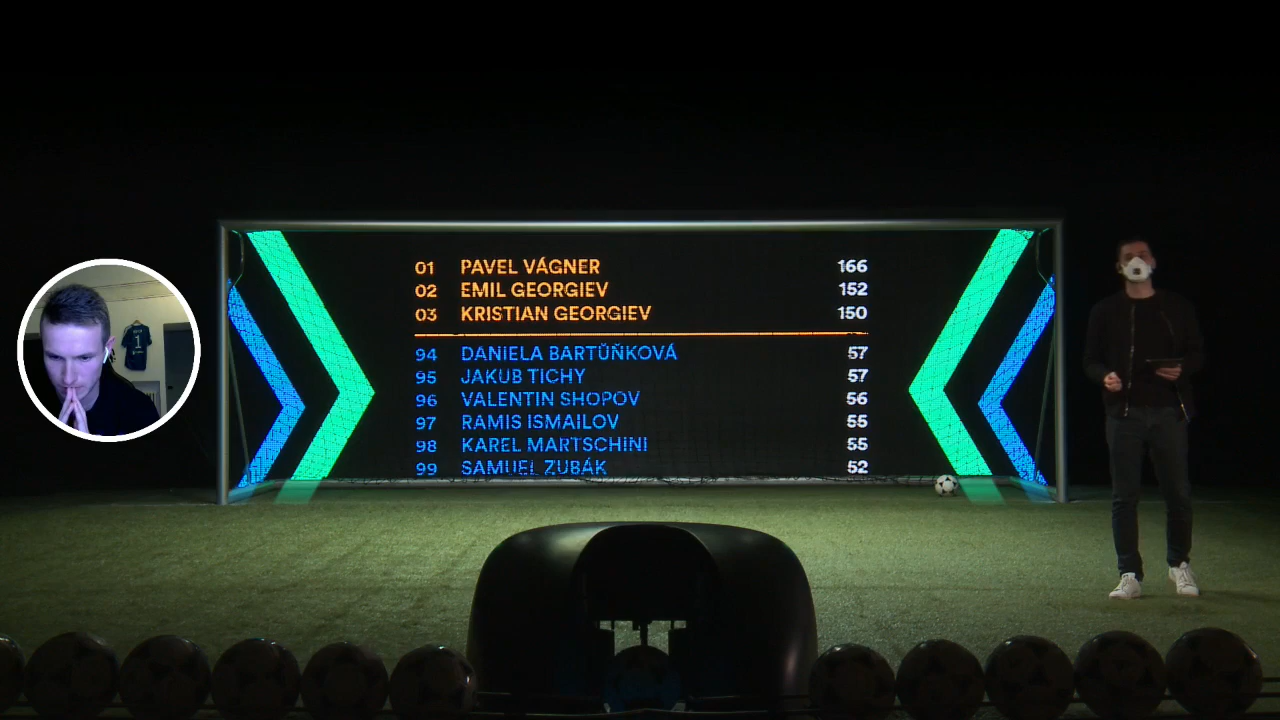 01 PAVEL VÁGNER 166
02 EMIL GEORGIEV 152
03 KRISTIAN GEORGIEV 150
94 DANIELA BARTŮŇKOVÁ 57
95 JAKUB TICHY 57
96 VALENTIN SHOPOV 56
97 RAMIS ISMAILOV 55
98 KAREL MARTSCHINI 55
99 SAMUEL ZUBÁK 52
1